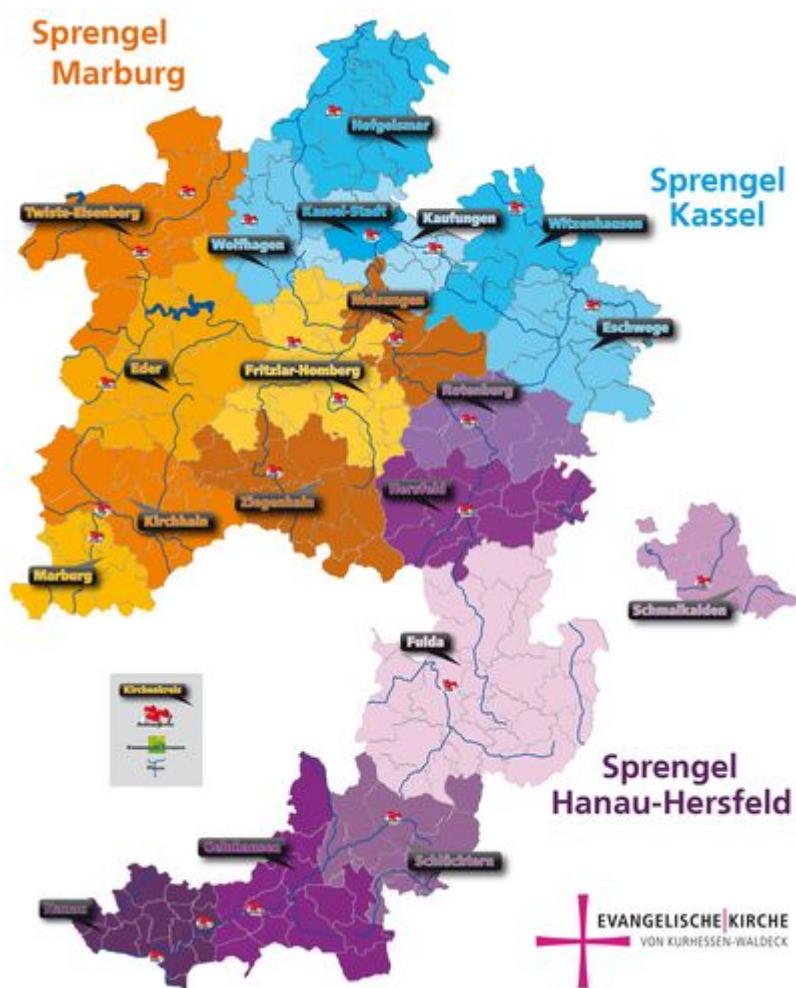 Sprengel
Marburg
Hofgeismar
Sprengel
Kassel
Twiste-Eisenberg
Kassel-Stadt
Kaufungen
Witzenhausen
Wolfhagen
Melsungen
Eschwege
Eder
Fritzlar-Homberg
Rotenburg
Ziegenhain
Hersfeld
Kirchhain
Marburg
Schmalkalden
Fulda
Kirchenkreis
Sprengel
Hanau-Hersfeld
Gelnhausen
Schlüchtern
Hanau
EVANGELISCHE KIRCHE
VON KURHESSEN-WALDECK